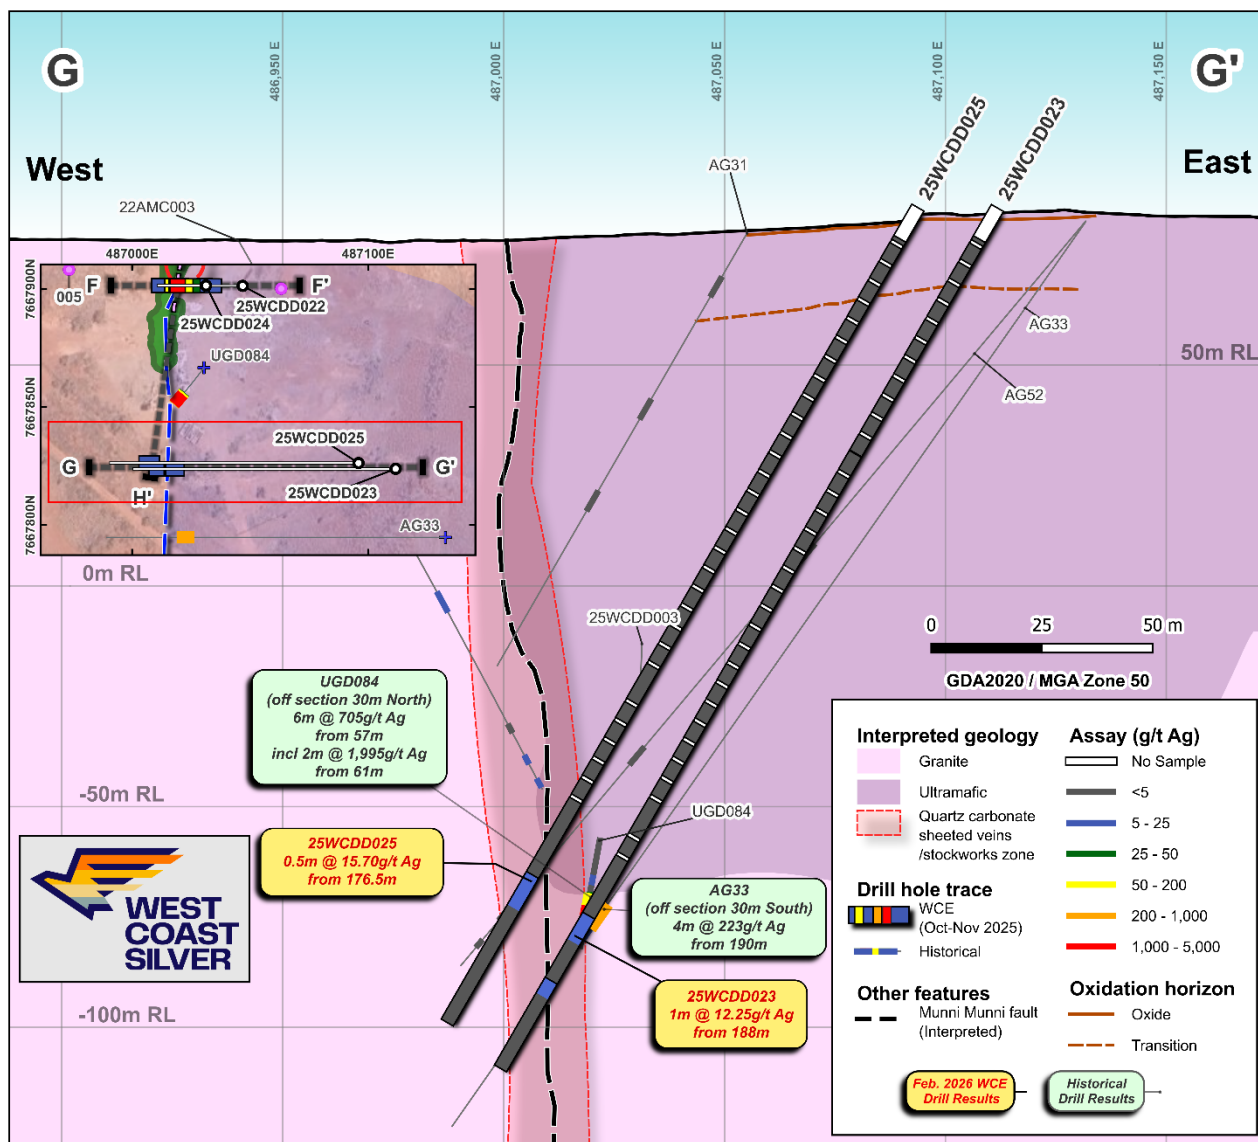 G
G'
486,950 E
487,000 E
487,050 E
487,100 E
487,150 E
West
East
22AMC003
AG31
25WCDD025
25WCDD023
487000E
487100E
7667900N
7667850N
7667800N
005
F
F'
25WCDD022
25WCDD024
UGD084
25WCDD025
G
G'
25WCDD023
H'
AG33
AG33
AG52
50m RL
0m RL
-50m RL
-100m RL
25WCDD003
0
25
50 m
GDA2020 / MGA Zone 50
UGD084
(off section 30m North)
6m @ 705g/t Ag
from 57m
incl 2m @ 1,995g/t Ag
from 61m
25WCDD025
0.5m @ 15.70g/t Ag
from 176.5m
UGD084
AG33
(off section 30m South)
4m @ 223g/t Ag
from 190m
25WCDD023
1m @ 12.25g/t Ag
from 188m
WEST
COAST
SILVER
Interpreted geology
Granite
Ultramafic
Quartz carbonate
sheeted veins
/stockworks zone
Drill hole trace
WCE
(Oct-Nov 2025)
Historical
Other features
Munni Munni fault
(Interpreted)
Assay (g/t Ag)
No Sample
<5
5 - 25
25 - 50
50 - 200
200 - 1,000
1,000 - 5,000
Oxidation horizon
Oxide
Transition
Feb. 2026 WCE
Drill Results
Historical
Drill Results